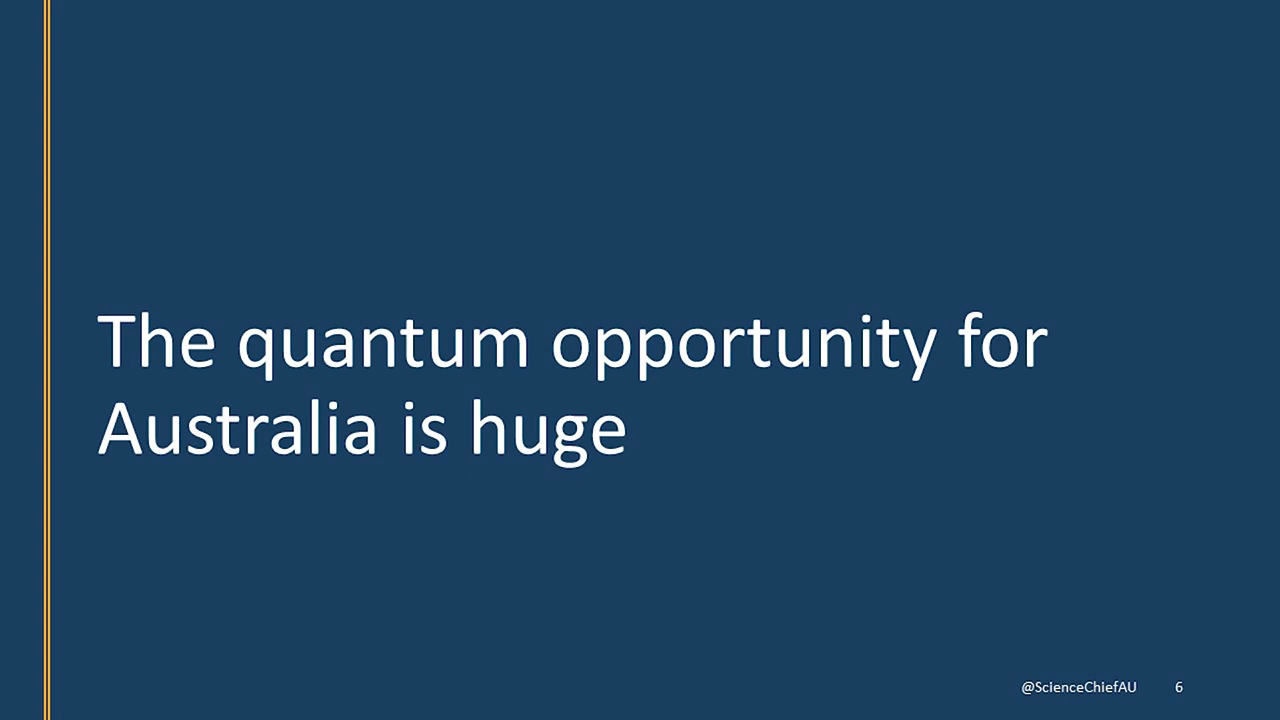 The quantum opportunity for
Australia is huge
@ScienceChiefAU 6